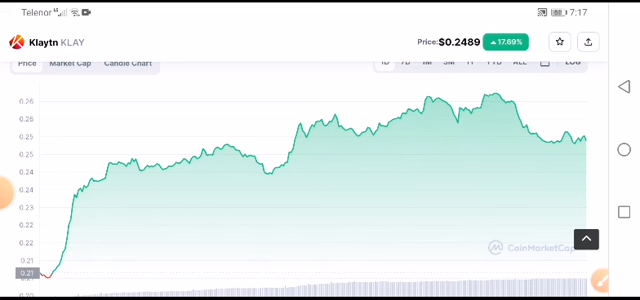 Telenor 7:17
Klaytn KLAY Price:$0.2489 ▲17.69%
Price Market Cap Candle Chart 1D 7D 1M 3M 1Y YTD ALL LOG
0.26
0.26
0.25
0.25
0.24
0.24
0.23
0.22
0.22
0.21
0.21
CoinMarketCap